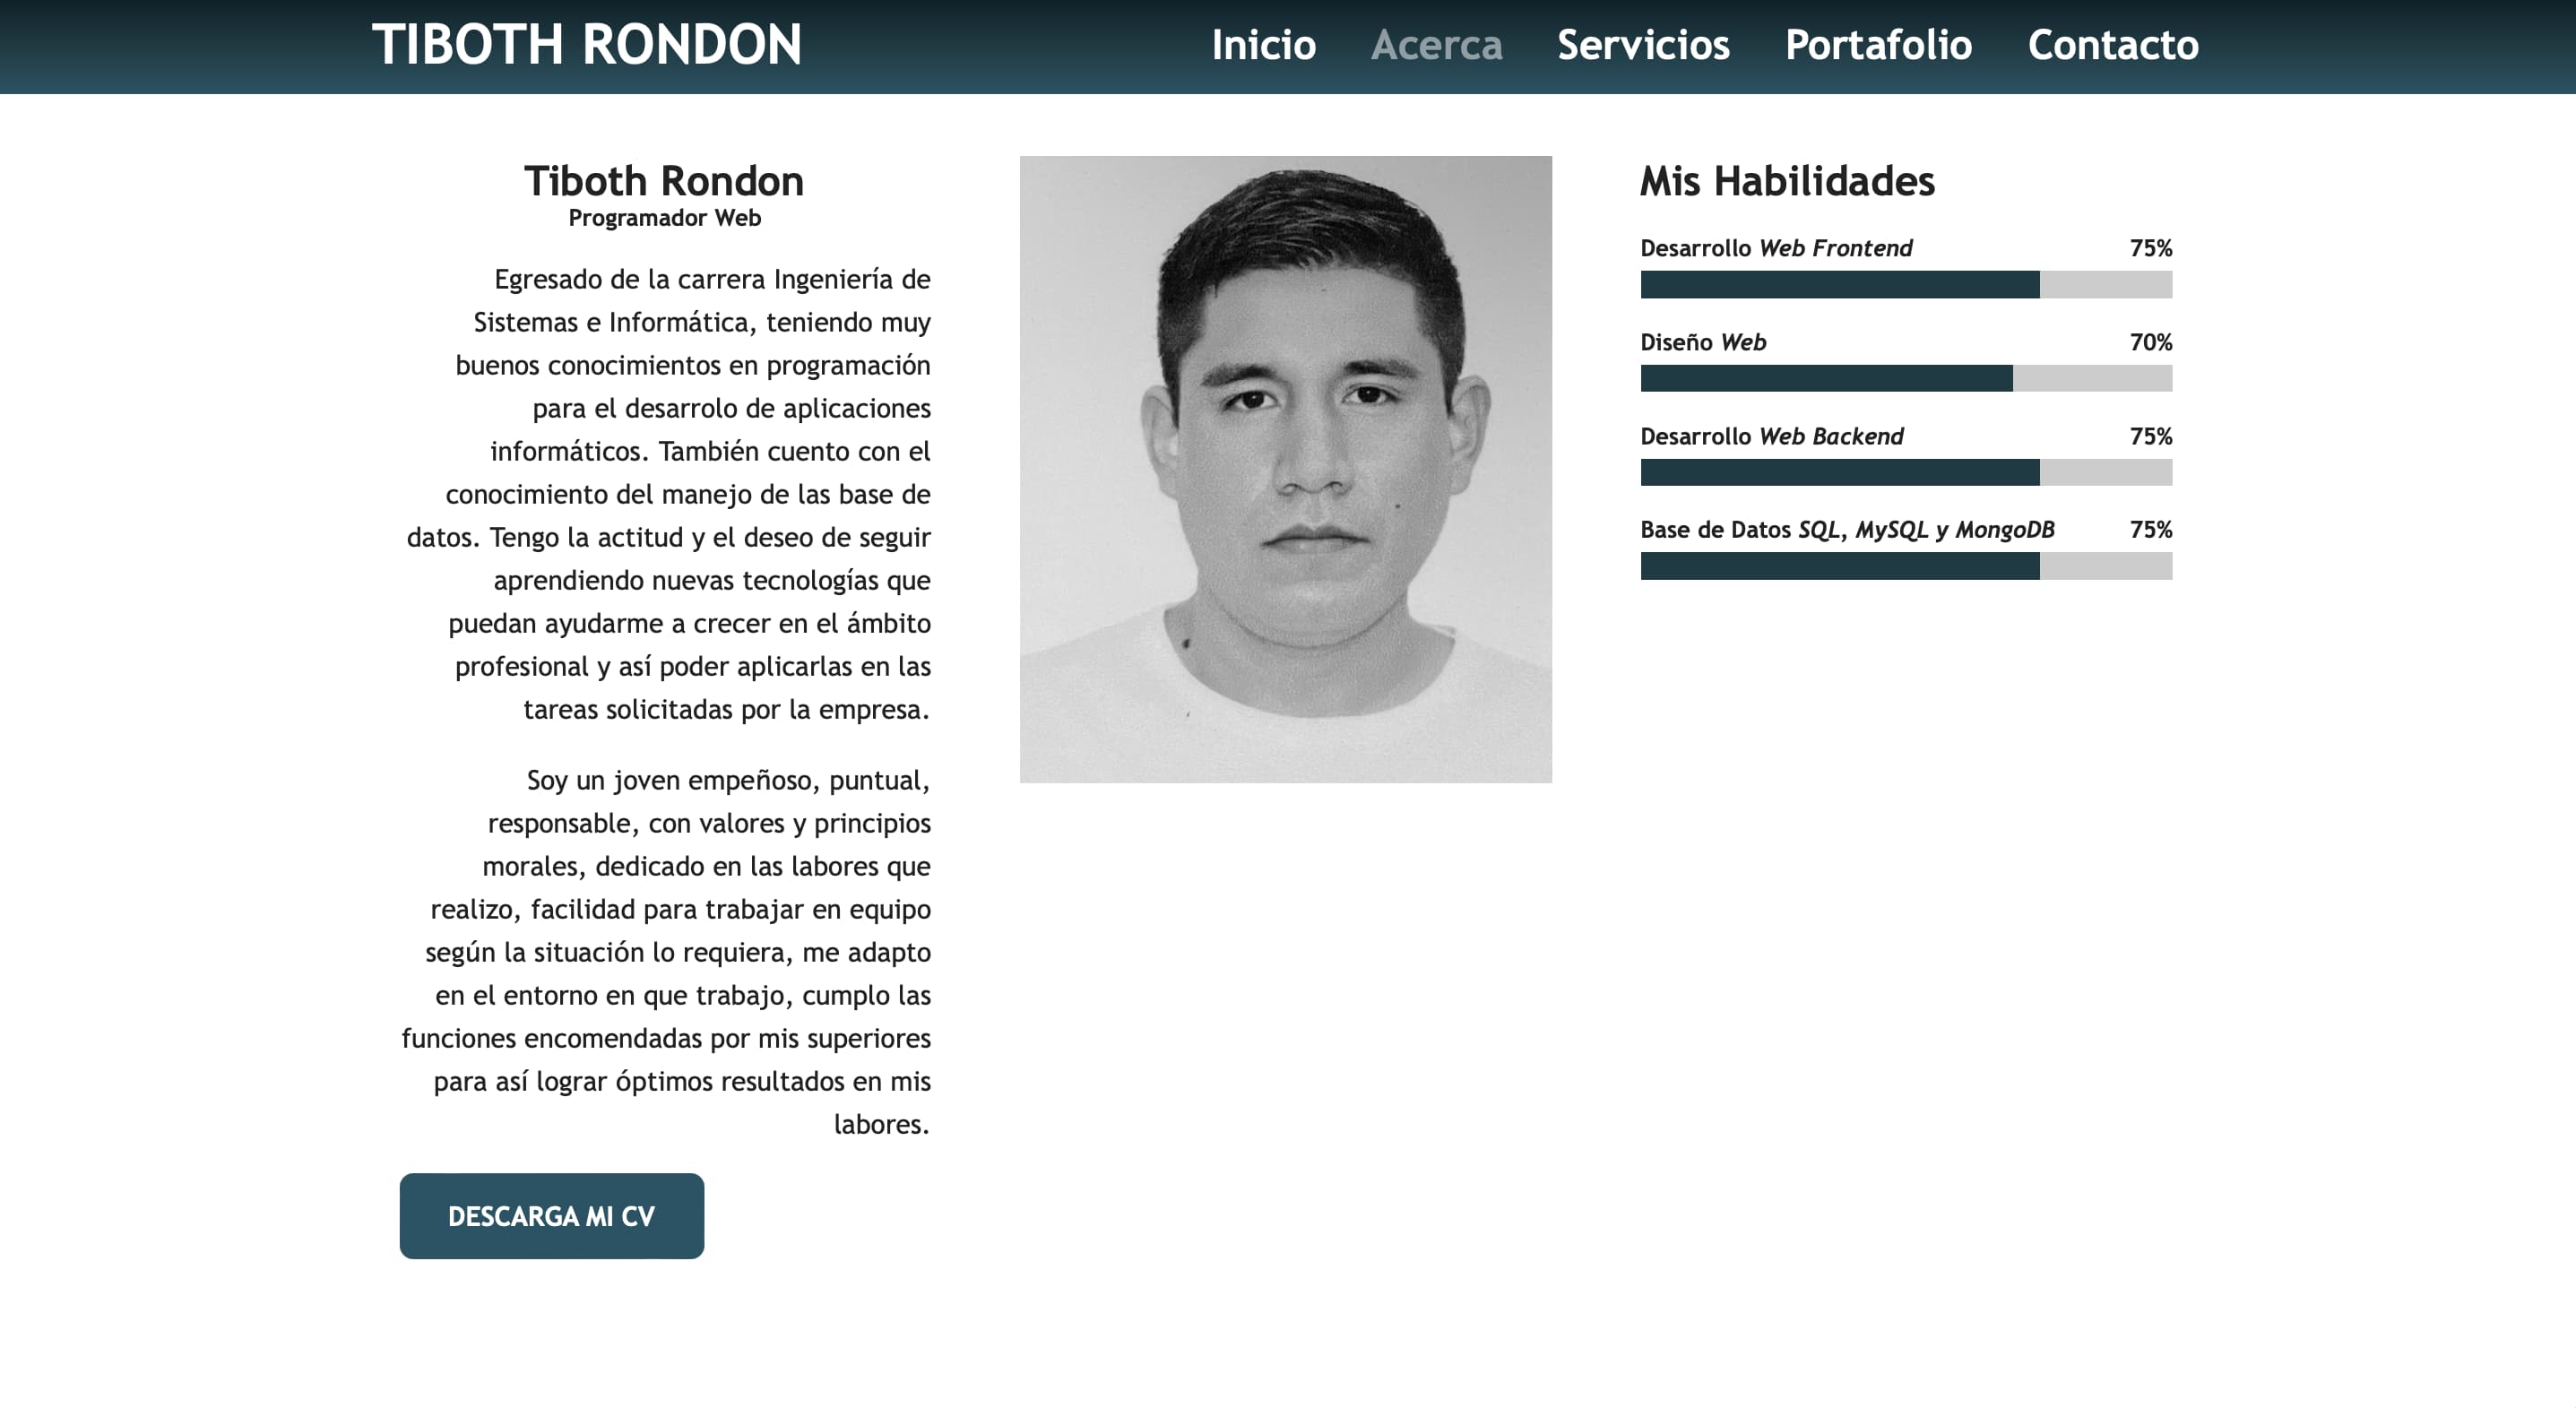 TIBOTH RONDON
Inicio Acerca Servicios Portafolio Contacto
Tiboth Rondon
Programador Web
Egresado de la carrera Ingeniería de
Sistemas e Informática, teniendo muy
buenos conocimientos en programación
para el desarrolo de aplicaciones
informáticos. También cuento con el
conocimiento del manejo de las base de
datos. Tengo la actitud y el deseo de seguir
aprendiendo nuevas tecnologías que
puedan ayudarme a crecer en el ámbito
profesional y así poder aplicarlas en las
tareas solicitadas por la empresa.
Soy un joven empeñoso, puntual,
responsable, con valores y principios
morales, dedicado en las labores que
realizo, facilidad para trabajar en equipo
según la situación lo requiera, me adapto
en el entorno en que trabajo, cumplo las
funciones encomendadas por mis superiores
para así lograr óptimos resultados en mis
labores.
DESCARGA MI CV
Mis Habilidades
Desarrollo Web Frontend 75%
Diseño Web 70%
Desarrollo Web Backend 75%
Base de Datos SQL, MySQL y MongoDB 75%